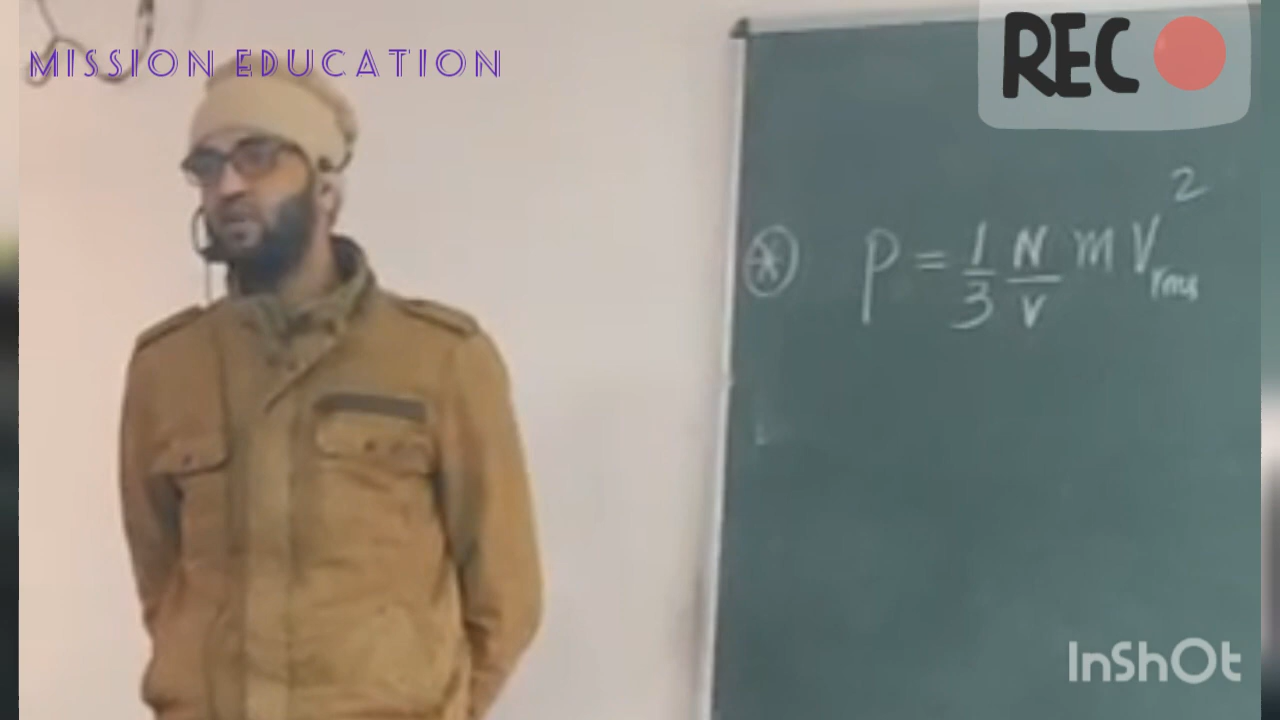 MISSION EDUCATION
REC
* P = 1/3 N/V m V²rms
InShOt